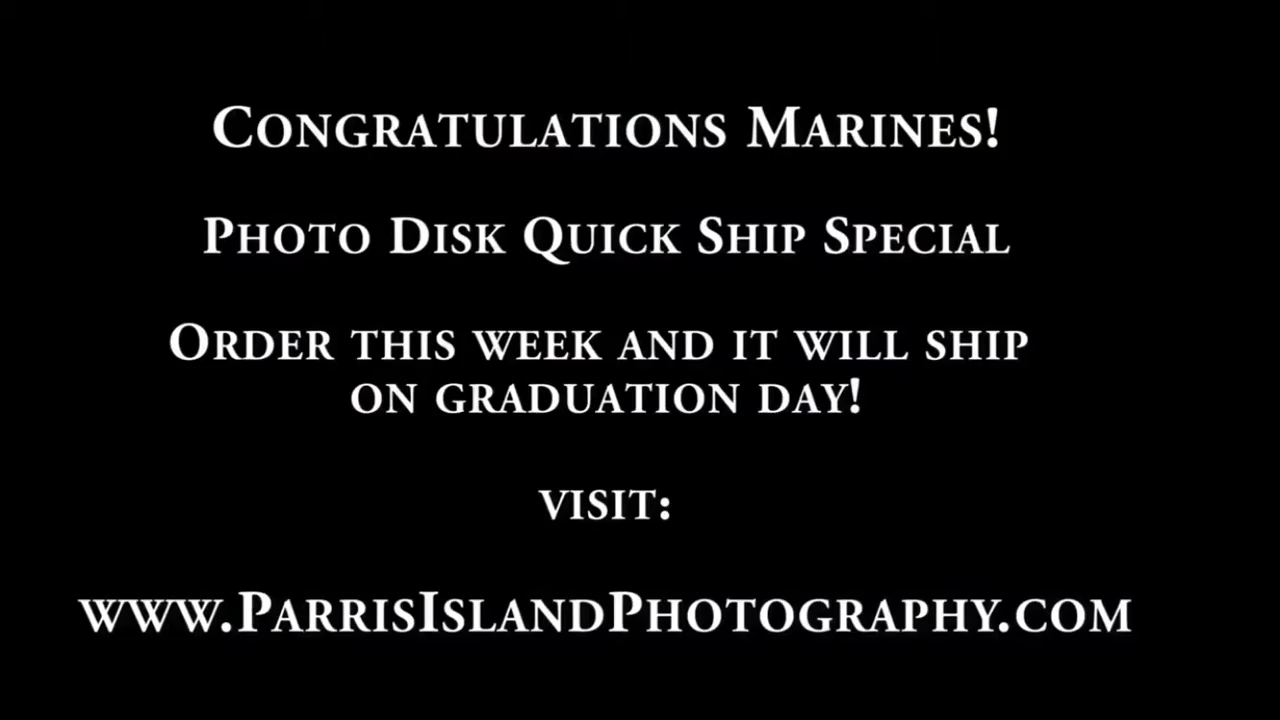 Congratulations Marines!
Photo Disk Quick Ship Special
Order this week and it will ship
on graduation day!
visit:
www.ParrisIslandPhotography.com